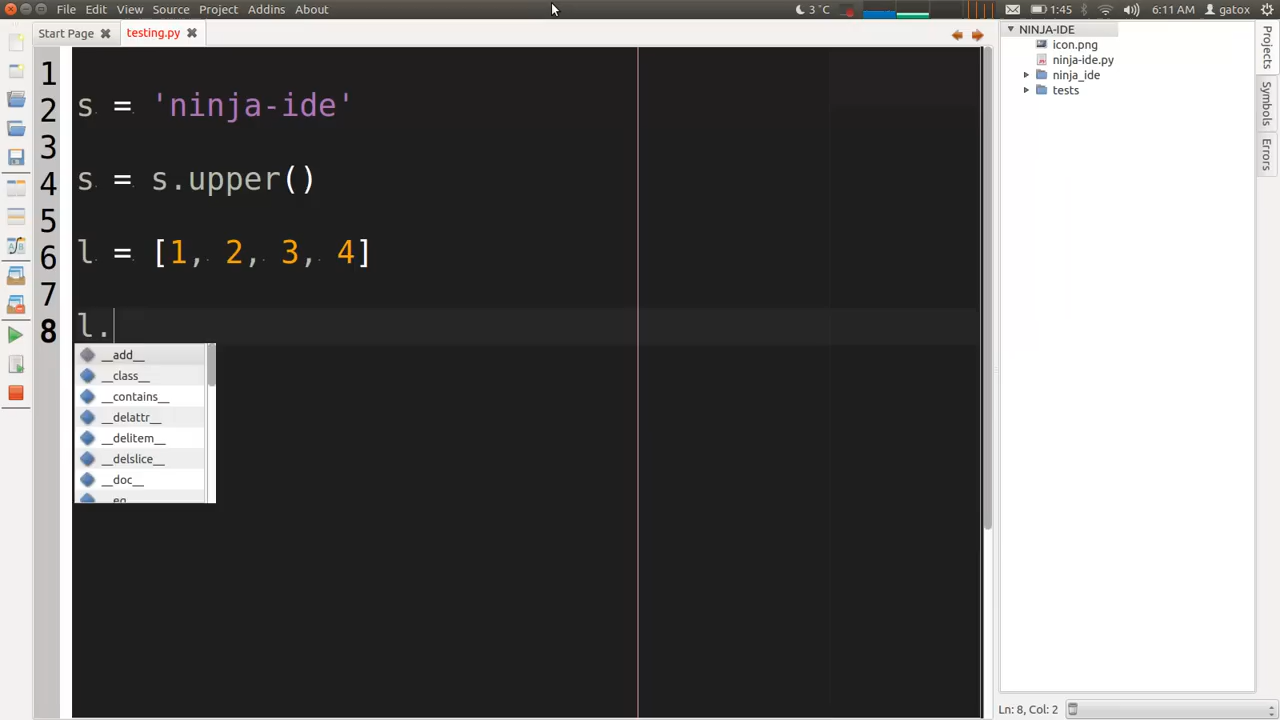 File Edit View Source Project Addins About 3 °C 1:45 6:11 AM gatox
Start Page testing.py
1
2 s = 'ninja-ide'
3
4 s = s.upper()
5
6 l = [1, 2, 3, 4]
7
8 l.
__add__
__class__
__contains__
__delattr__
__delitem__
__delslice__
__doc__
NINJA-IDE
icon.png
ninja-ide.py
ninja_ide
tests
Projects
Symbols
Errors
Ln: 8, Col: 2